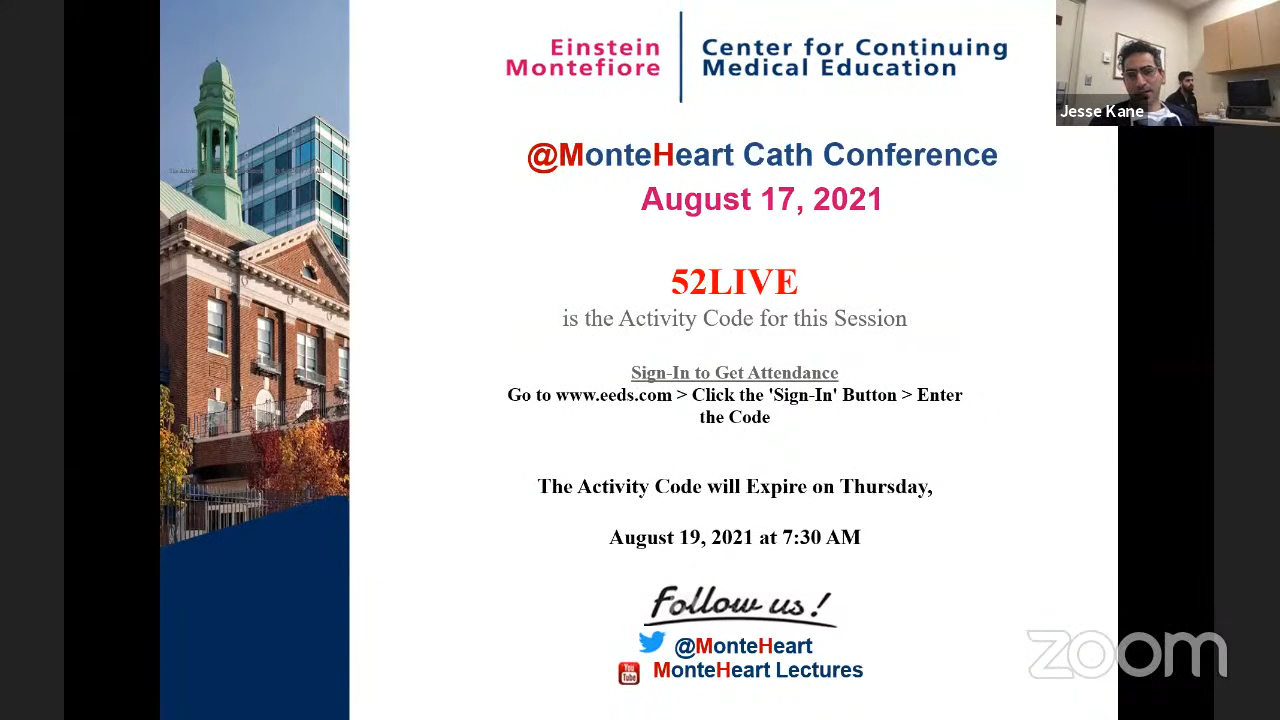 Einstein
Montefiore
Center for Continuing
Medical Education
Jesse Kane
@MonteHeart Cath Conference
August 17, 2021
52LIVE
is the Activity Code for this Session
Sign-In to Get Attendance
Go to www.eeds.com > Click the 'Sign-In' Button > Enter
the Code
The Activity Code will Expire on Thursday,
August 19, 2021 at 7:30 AM
Follow us!
@MonteHeart
You
Tube
MonteHeart Lectures
zoom